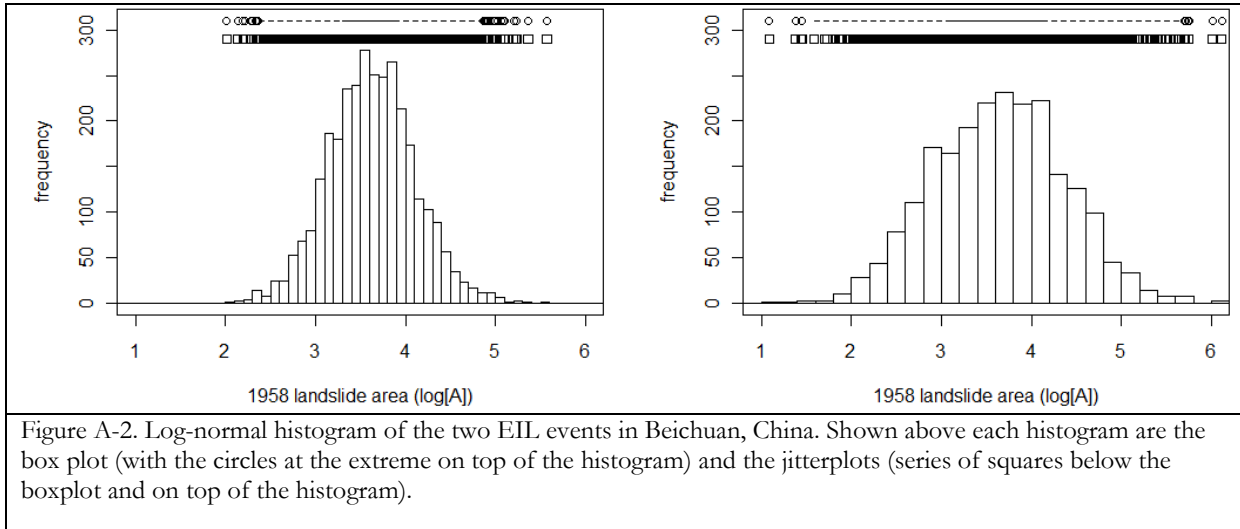 300
200
100
50
0
frequency
1 2 3 4 5 6
1958 landslide area (log[A])
300
200
100
50
0
frequency
1 2 3 4 5 6
1958 landslide area (log[A])
Figure A-2. Log-normal histogram of the two EIL events in Beichuan, China. Shown above each histogram are the
box plot (with the circles at the extreme on top of the histogram) and the jitterplots (series of squares below the
boxplot and on top of the histogram).